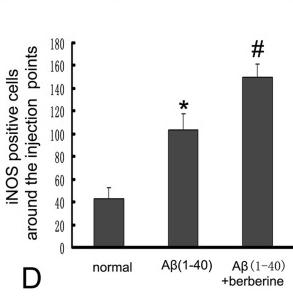 iNOS positive cells
around the injection points
180
160
140
120
100
80
60
40
20
0
*
#
normal
Aβ(1-40)
Aβ(1-40)
+berberine
D